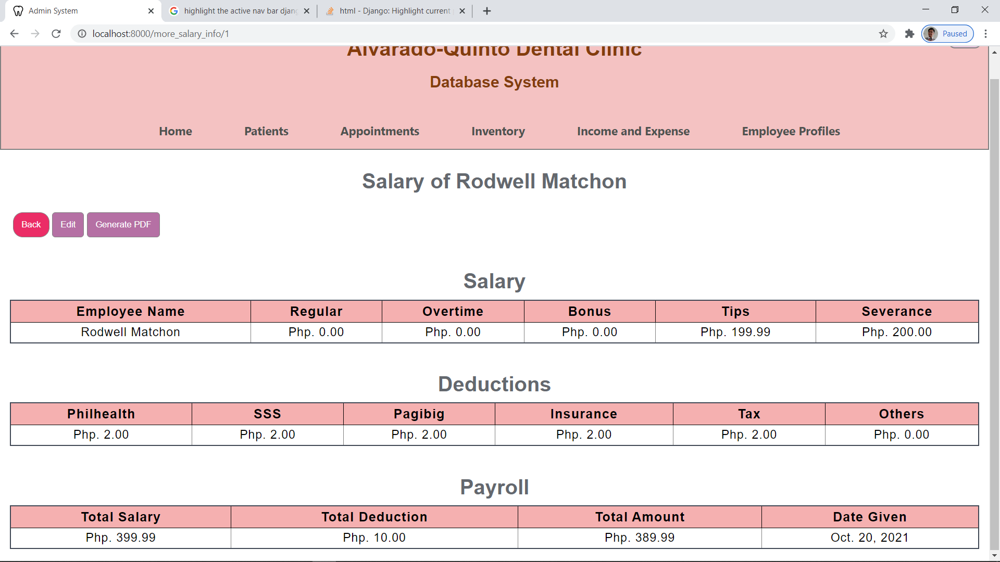 Admin System
highlight the active nav bar djang
html - Django: Highlight current
localhost:8000/more_salary_info/1
Paused
Alvarado-Quinto Dental Clinic
Database System
Home Patients Appointments Inventory Income and Expense Employee Profiles
Salary of Rodwell Matchon
Back Edit Generate PDF
Salary
Employee Name Regular Overtime Bonus Tips Severance
Rodwell Matchon Php. 0.00 Php. 0.00 Php. 0.00 Php. 199.99 Php. 200.00
Deductions
Philhealth SSS Pagibig Insurance Tax Others
Php. 2.00 Php. 2.00 Php. 2.00 Php. 2.00 Php. 2.00 Php. 0.00
Payroll
Total Salary Total Deduction Total Amount Date Given
Php. 399.99 Php. 10.00 Php. 389.99 Oct. 20, 2021